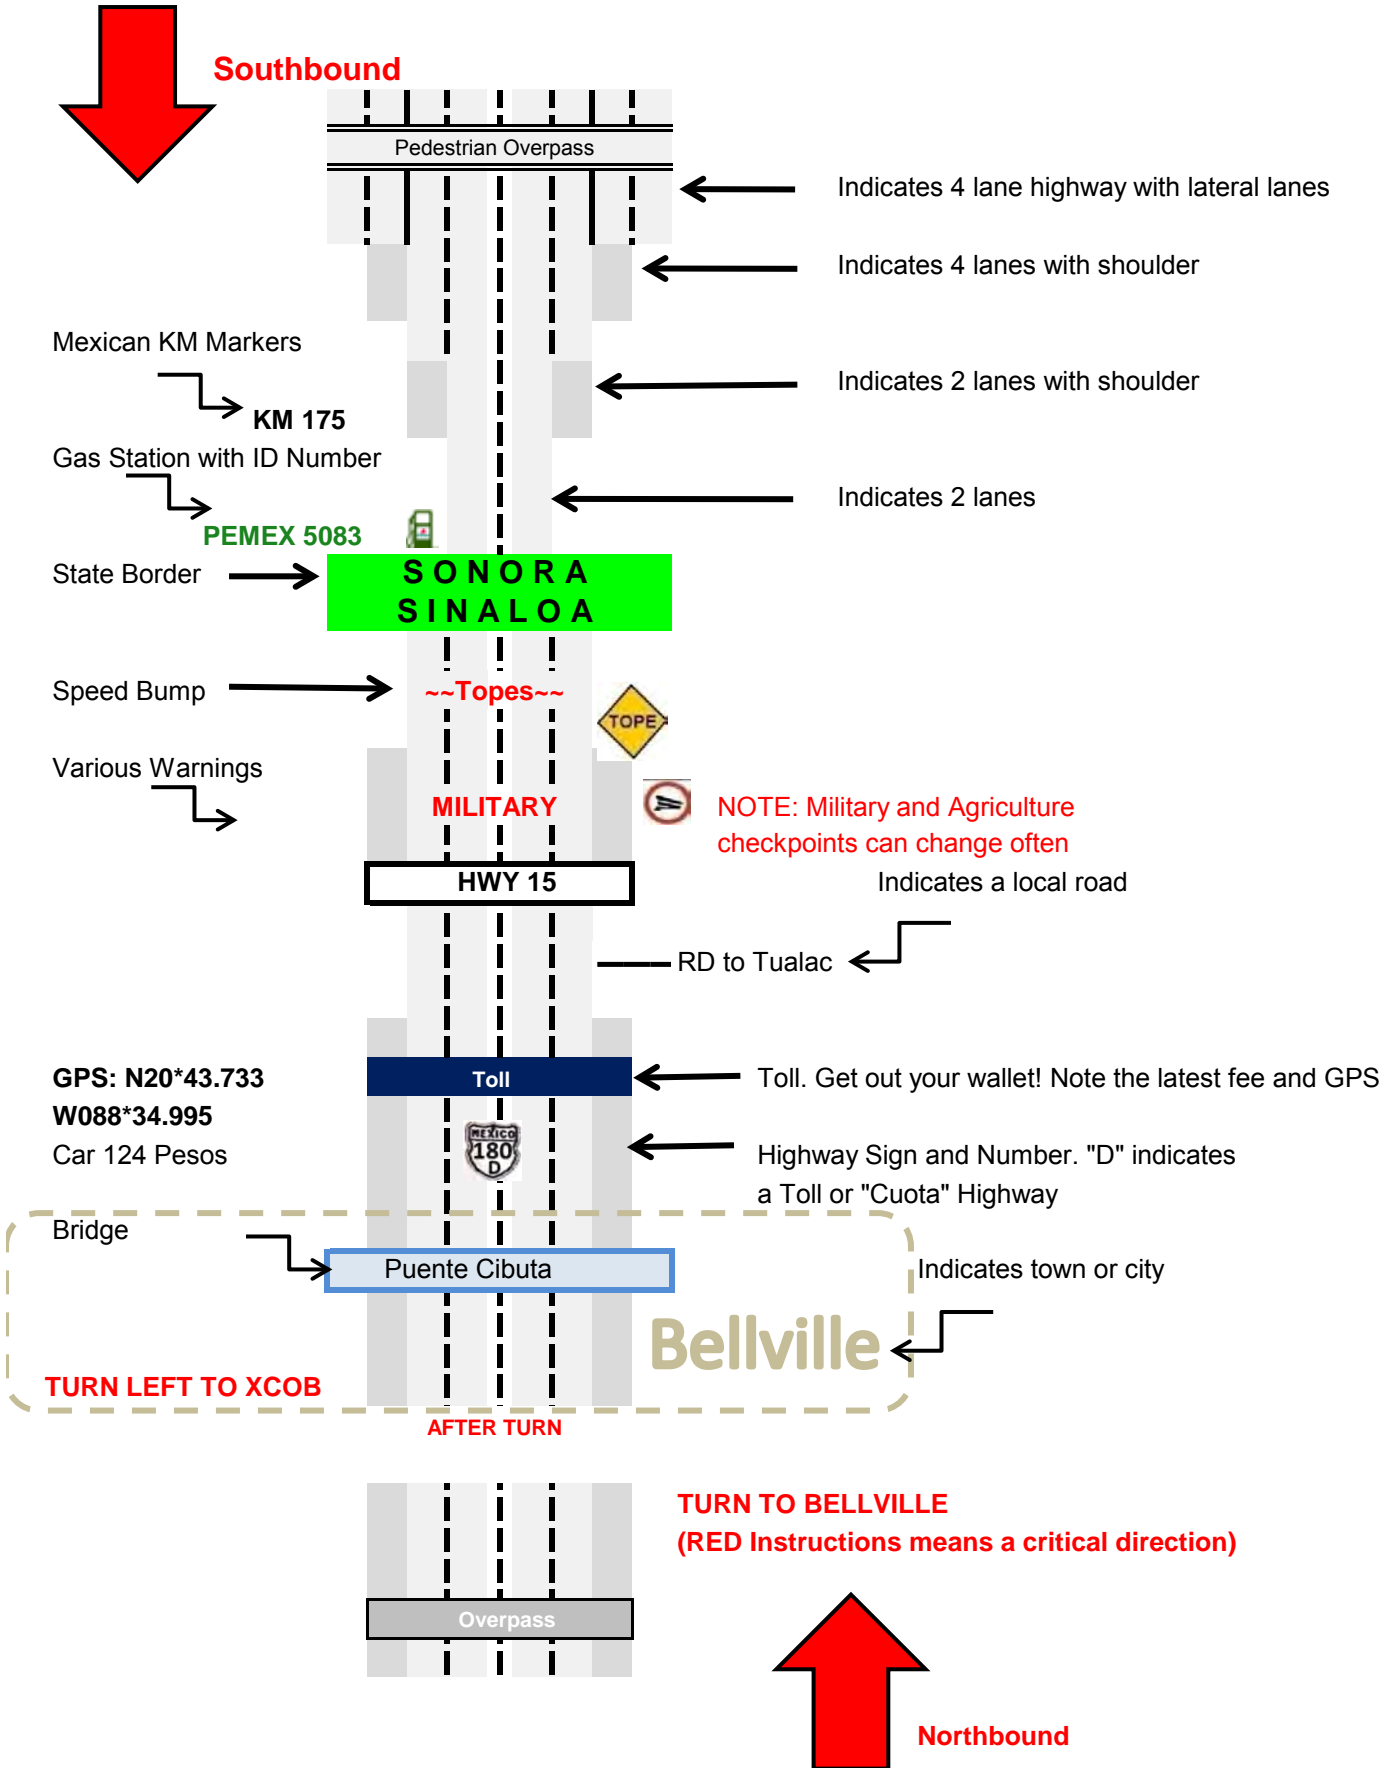 Southbound
Pedestrian Overpass
Indicates 4 lane highway with lateral lanes
Indicates 4 lanes with shoulder
Mexican KM Markers
Indicates 2 lanes with shoulder
KM 175
Gas Station with ID Number
Indicates 2 lanes
PEMEX 5083
State Border
SONORA
SINALOA
Speed Bump
~~Topes~~
TOPE
Various Warnings
MILITARY
NOTE: Military and Agriculture
checkpoints can change often
HWY 15
Indicates a local road
RD to Tualac
GPS: N20*43.733
Toll
Toll. Get out your wallet! Note the latest fee and GPS
W088*34.995
Car 124 Pesos
MEXICO
180
D
Highway Sign and Number. "D" indicates
a Toll or "Cuota" Highway
Bridge
Puente Cibuta
Indicates town or city
Bellville
TURN LEFT TO XCOB
AFTER TURN
TURN TO BELLVILLE
(RED Instructions means a critical direction)
Overpass
Northbound